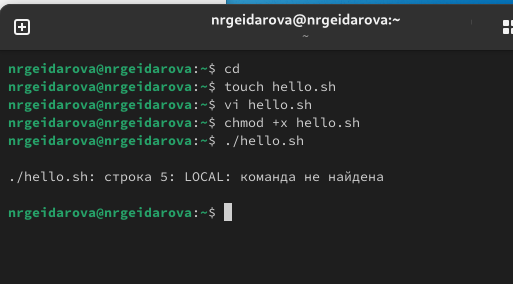 nrgeidarova@nrgeidarova:~
~
nrgeidarova@nrgeidarova:~$ cd
nrgeidarova@nrgeidarova:~$ touch hello.sh
nrgeidarova@nrgeidarova:~$ vi hello.sh
nrgeidarova@nrgeidarova:~$ chmod +x hello.sh
nrgeidarova@nrgeidarova:~$ ./hello.sh
./hello.sh: строка 5: LOCAL: команда не найдена
nrgeidarova@nrgeidarova:~$